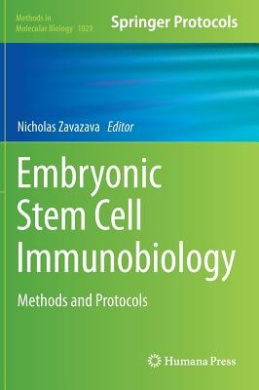 Methods in
Molecular Biology 1029
Springer Protocols
Nicholas Zavazava Editor
Embryonic
Stem Cell
Immunobiology
Methods and Protocols
Humana Press